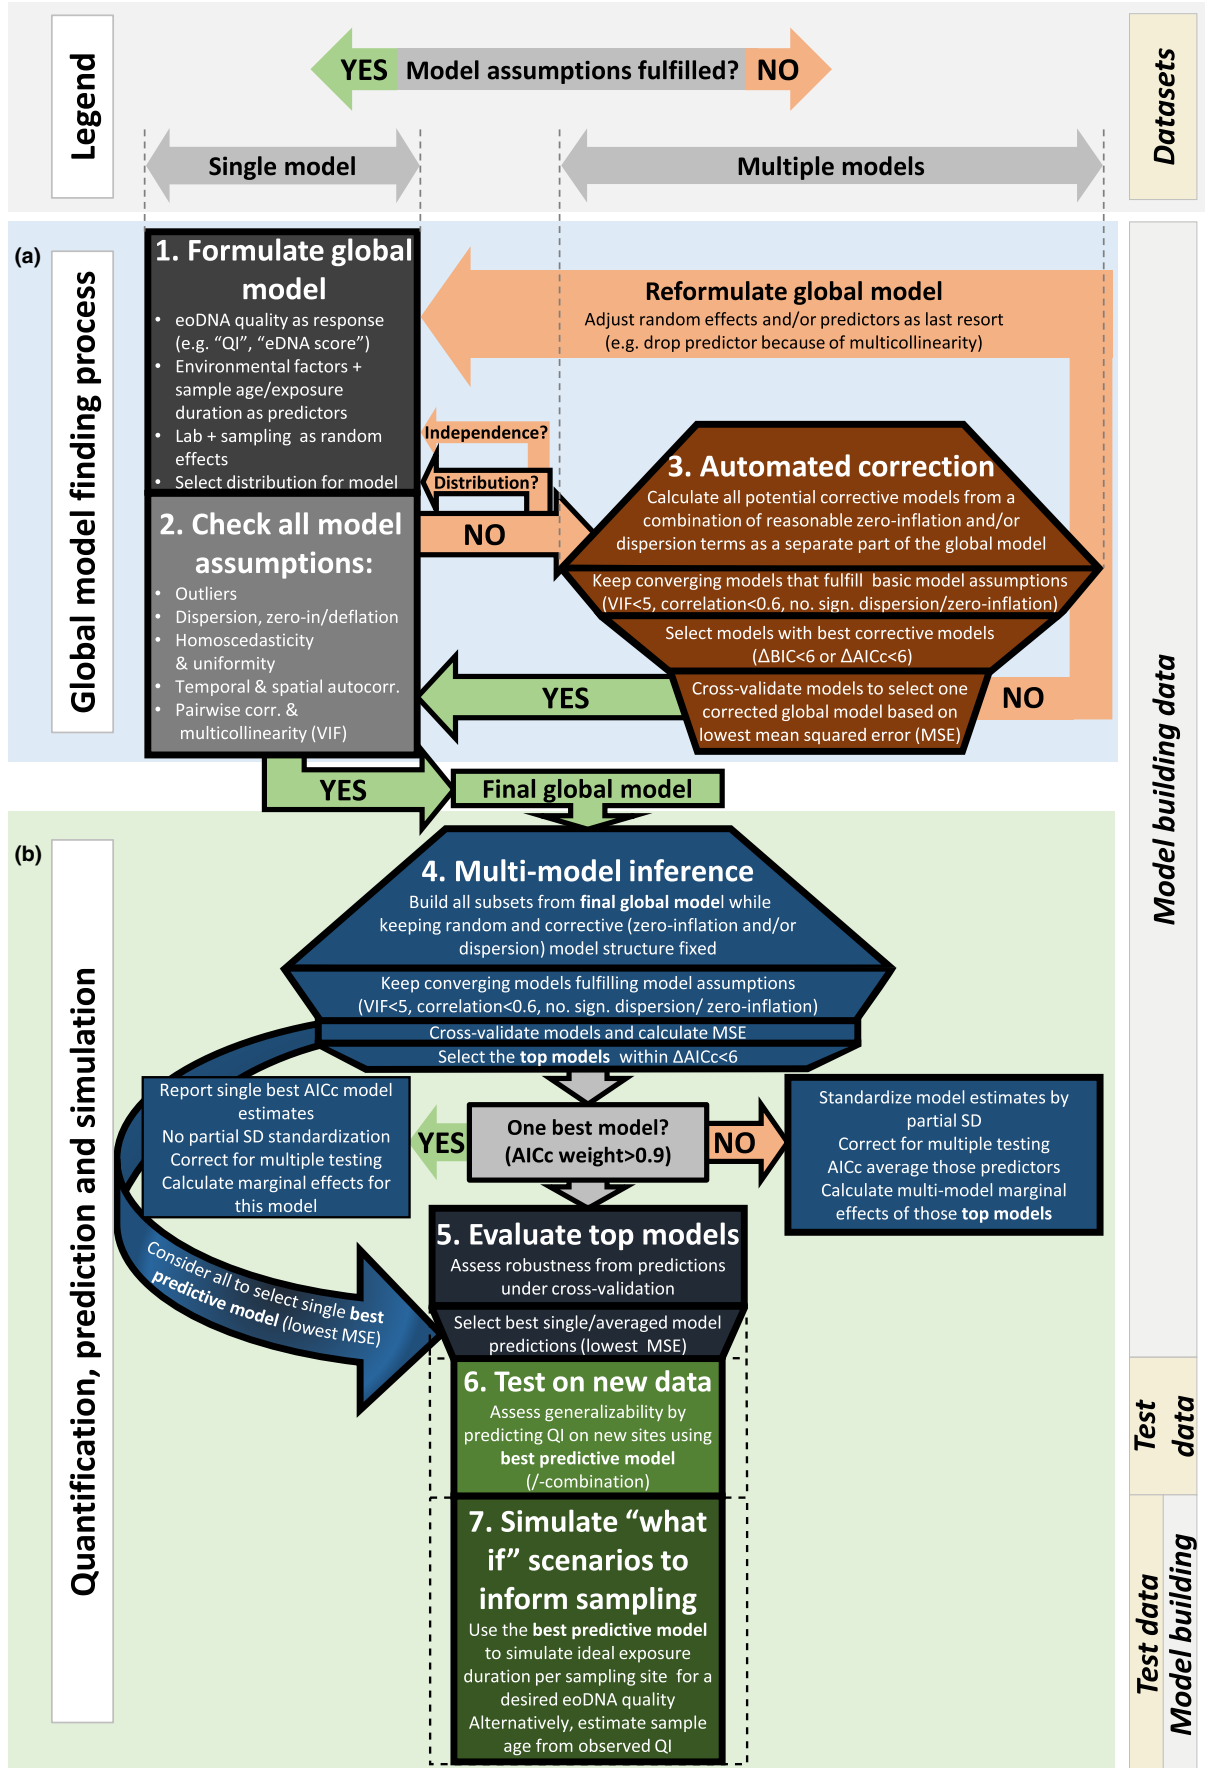 Legend
YES
Model assumptions fulfilled?
NO
Single model
Multiple models
Datasets
(a)
Global model finding process
1. Formulate global
model
• eoDNA quality as response
(e.g. “QI”, “eDNA score”)
• Environmental factors +
sample age/exposure
duration as predictors
• Lab + sampling as random
effects
• Select distribution for model
Reformulate global model
Adjust random effects and/or predictors as last resort
(e.g. drop predictor because of multicollinearity)
Independence?
Distribution?
NO
2. Check all model
assumptions:
• Outliers
• Dispersion, zero-in/deflation
• Homoscedasticity
& uniformity
• Temporal & spatial autocorr.
• Pairwise corr. &
multicollinearity (VIF)
3. Automated correction
Calculate all potential corrective models from a
combination of reasonable zero-inflation and/or
dispersion terms as a separate part of the global model
Keep converging models that fulfill basic model assumptions
(VIF<5, correlation<0.6, no. sign. dispersion/zero-inflation)
Select models with best corrective models
(ΔBIC<6 or ΔAICc<6)
Cross-validate models to select one
corrected global model based on
lowest mean squared error (MSE)
YES
NO
YES
Final global model
Model building data
(b)
Quantification, prediction and simulation
4. Multi-model inference
Build all subsets from final global model while
keeping random and corrective (zero-inflation and/or
dispersion) model structure fixed
Keep converging models fulfilling model assumptions
(VIF<5, correlation<0.6, no. sign. dispersion/ zero-inflation)
Cross-validate models and calculate MSE
Select the top models within ΔAICc<6
Report single best AICc model
estimates
No partial SD standardization
Correct for multiple testing
Calculate marginal effects for
this model
YES
One best model?
(AICc weight>0.9)
NO
Standardize model estimates by
partial SD
Correct for multiple testing
AICc average those predictors
Calculate multi-model marginal
effects of those top models
Consider all to select single best
predictive model (lowest MSE)
5. Evaluate top models
Assess robustness from predictions
under cross-validation
Select best single/averaged model
predictions (lowest MSE)
6. Test on new data
Assess generalizability by
predicting QI on new sites using
best predictive model
(/-combination)
Test
data
7. Simulate “what
if” scenarios to
inform sampling
Use the best predictive model
to simulate ideal exposure
duration per sampling site for a
desired eoDNA quality
Alternatively, estimate sample
age from observed QI
Test data
Model building